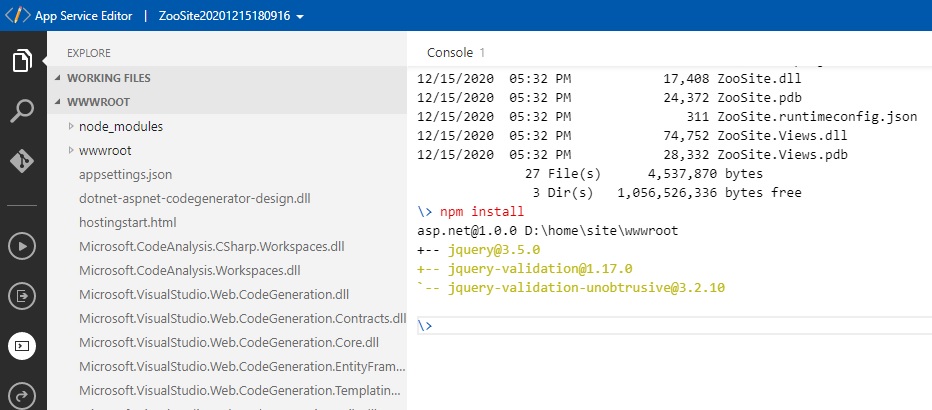 App Service Editor | ZooSite20201215180916
EXPLORE
WORKING FILES
WWWROOT
node_modules
wwwroot
appsettings.json
dotnet-aspnet-codegenerator-design.dll
hostingstart.html
Microsoft.CodeAnalysis.CSharp.Workspaces.dll
Microsoft.CodeAnalysis.Workspaces.dll
Microsoft.VisualStudio.Web.CodeGeneration.dll
Microsoft.VisualStudio.Web.CodeGeneration.Contracts.dll
Microsoft.VisualStudio.Web.CodeGeneration.Core.dll
Microsoft.VisualStudio.Web.CodeGeneration.EntityFram...
Microsoft.VisualStudio.Web.CodeGeneration.Templatin...
Console 1
12/15/2020 05:32 PM 17,408 ZooSite.dll
12/15/2020 05:32 PM 24,372 ZooSite.pdb
12/15/2020 05:32 PM 311 ZooSite.runtimeconfig.json
12/15/2020 05:32 PM 74,752 ZooSite.Views.dll
12/15/2020 05:32 PM 28,332 ZooSite.Views.pdb
27 File(s) 4,537,870 bytes
3 Dir(s) 1,056,526,336 bytes free
\> npm install
asp.net@1.0.0 D:\home\site\wwwroot
+-- jquery@3.5.0
+-- jquery-validation@1.17.0
`-- jquery-validation-unobtrusive@3.2.10
\>